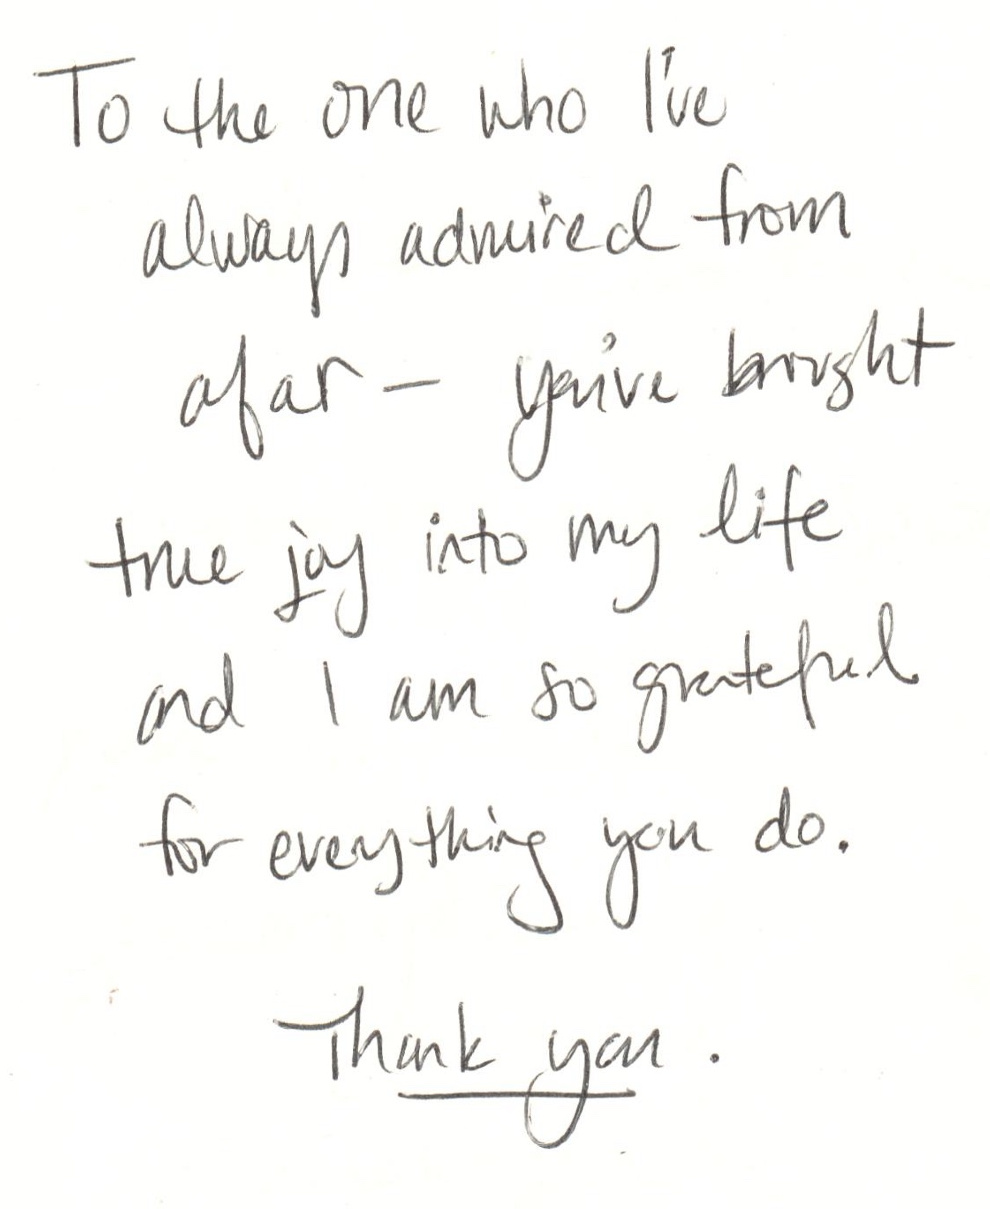 To the one who I've
always admired from
afar – you've brought
true joy into my life
and I am so grateful
for everything you do.
Thank you.